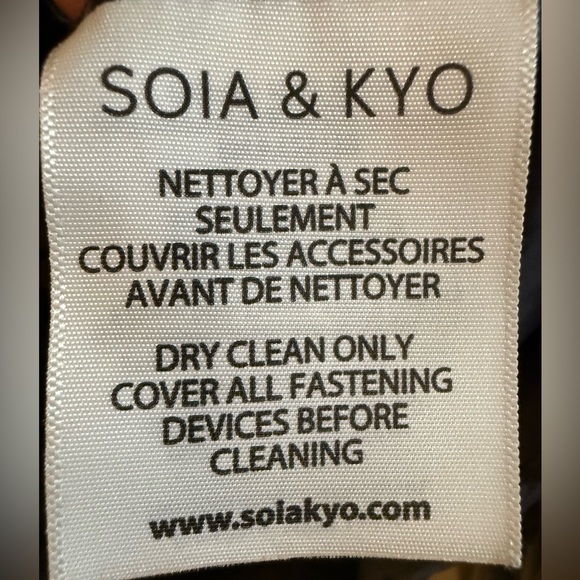 SOIA & KYO
NETTOYER À SEC
SEULEMENT
COUVRIR LES ACCESSOIRES
AVANT DE NETTOYER
DRY CLEAN ONLY
COVER ALL FASTENING
DEVICES BEFORE
CLEANING
www.soiakyo.com